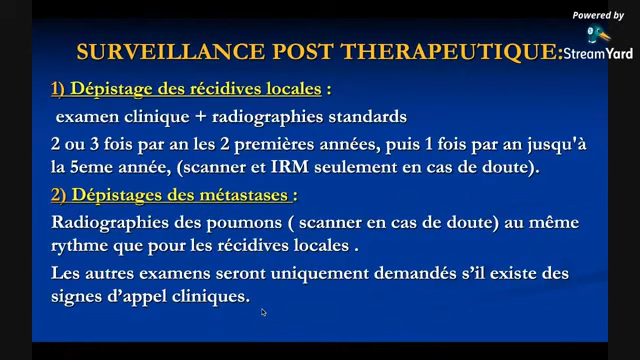 Powered by
StreamYard
SURVEILLANCE POST THERAPEUTIQUE:
1) Dépistage des récidives locales :
examen clinique + radiographies standards
2 ou 3 fois par an les 2 premières années, puis 1 fois par an jusqu'à
la 5eme année, (scanner et IRM seulement en cas de doute).
2) Dépistages des métastases :
Radiographies des poumons ( scanner en cas de doute) au même
rythme que pour les récidives locales .
Les autres examens seront uniquement demandés s’il existe des
signes d’appel cliniques.